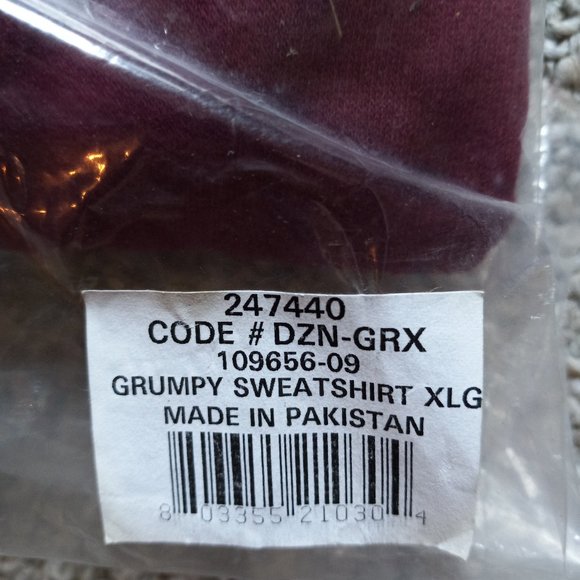 247440
CODE # DZN-GRX
109656-09
GRUMPY SWEATSHIRT XLG
MADE IN PAKISTAN
8 03355 21030 4